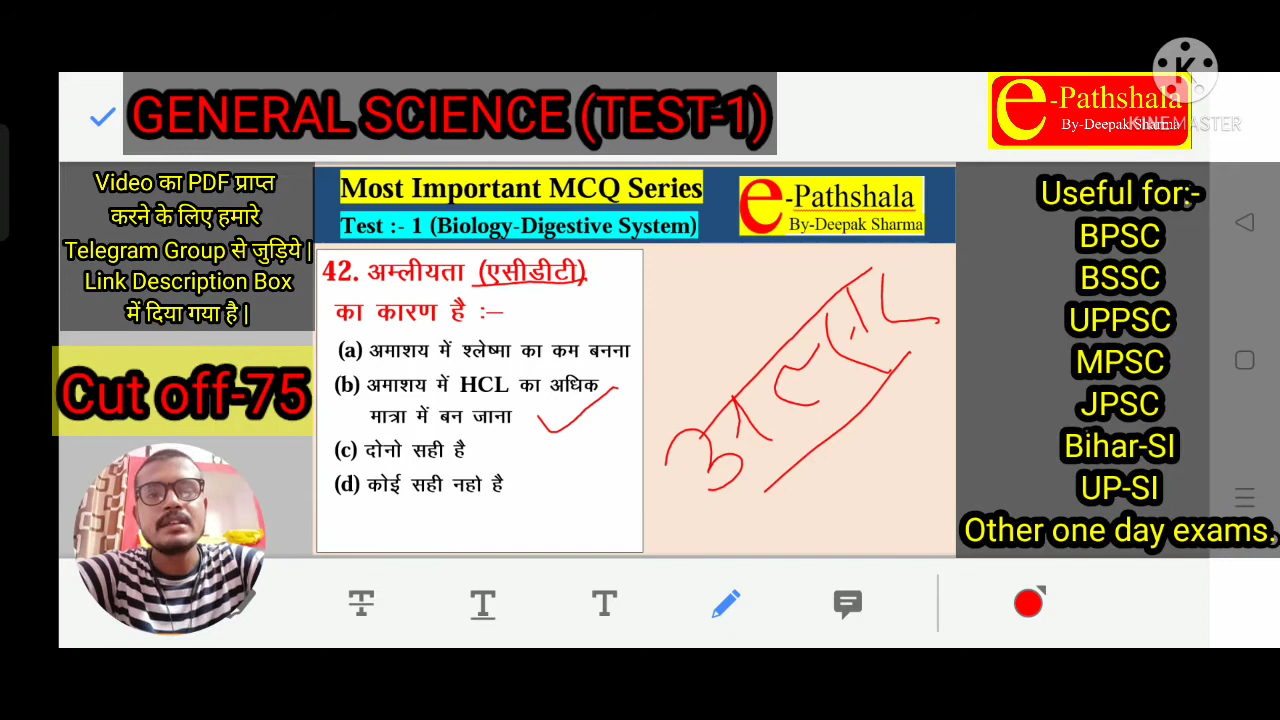 GENERAL SCIENCE (TEST-1)
e-Pathshala
By-Deepak Sharma
KINEMASTER
Video का PDF प्राप्त
करने के लिए हमारे
Telegram Group से जुड़िये |
Link Description Box
में दिया गया है |
Cut off-75
Most Important MCQ Series
Test :- 1 (Biology-Digestive System)
e-Pathshala
By-Deepak Sharma
42. अम्लीयता (एसीडीटी)
का कारण है :–
(a) अमाशय में श्लेष्मा का कम बनना
(b) अमाशय में HCL का अधिक
मात्रा में बन जाना
(c) दोनो सही है
(d) कोई सही नहो है
Useful for:-
BPSC
BSSC
UPPSC
MPSC
JPSC
Bihar-SI
UP-SI
Other one day exams.
T
T
T